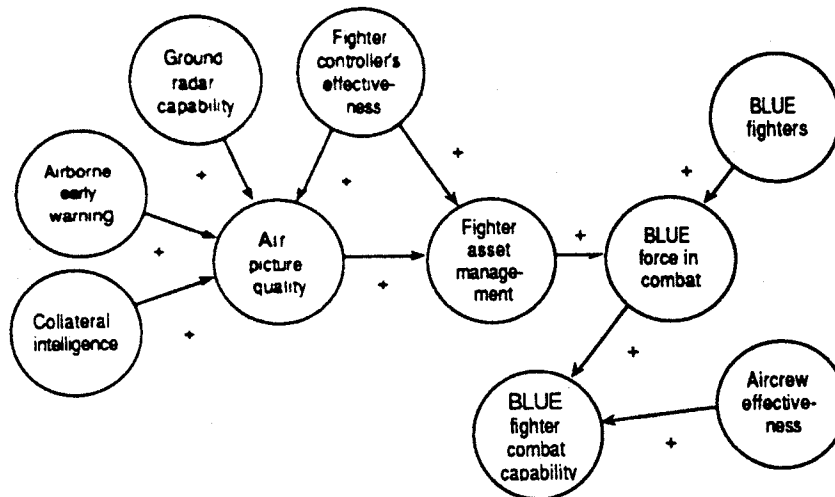 Ground
radar
capability
Fighter
controller's
effective-
ness
BLUE
fighters
Airborne
early
warning
+
+
+
+
Air
picture
quality
+
Fighter
asset
manage-
ment
+
BLUE
force in
combat
+
Collateral
intelligence
+
+
+
BLUE
fighter
combat
capability
+
Aircrew
effective-
ness